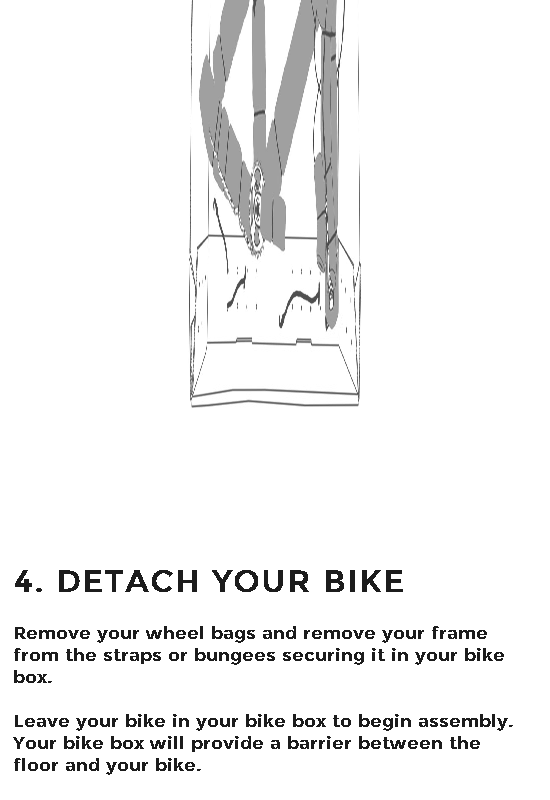 4. DETACH YOUR BIKE
Remove your wheel bags and remove your frame
from the straps or bungees securing it in your bike
box.
Leave your bike in your bike box to begin assembly.
Your bike box will provide a barrier between the
floor and your bike.